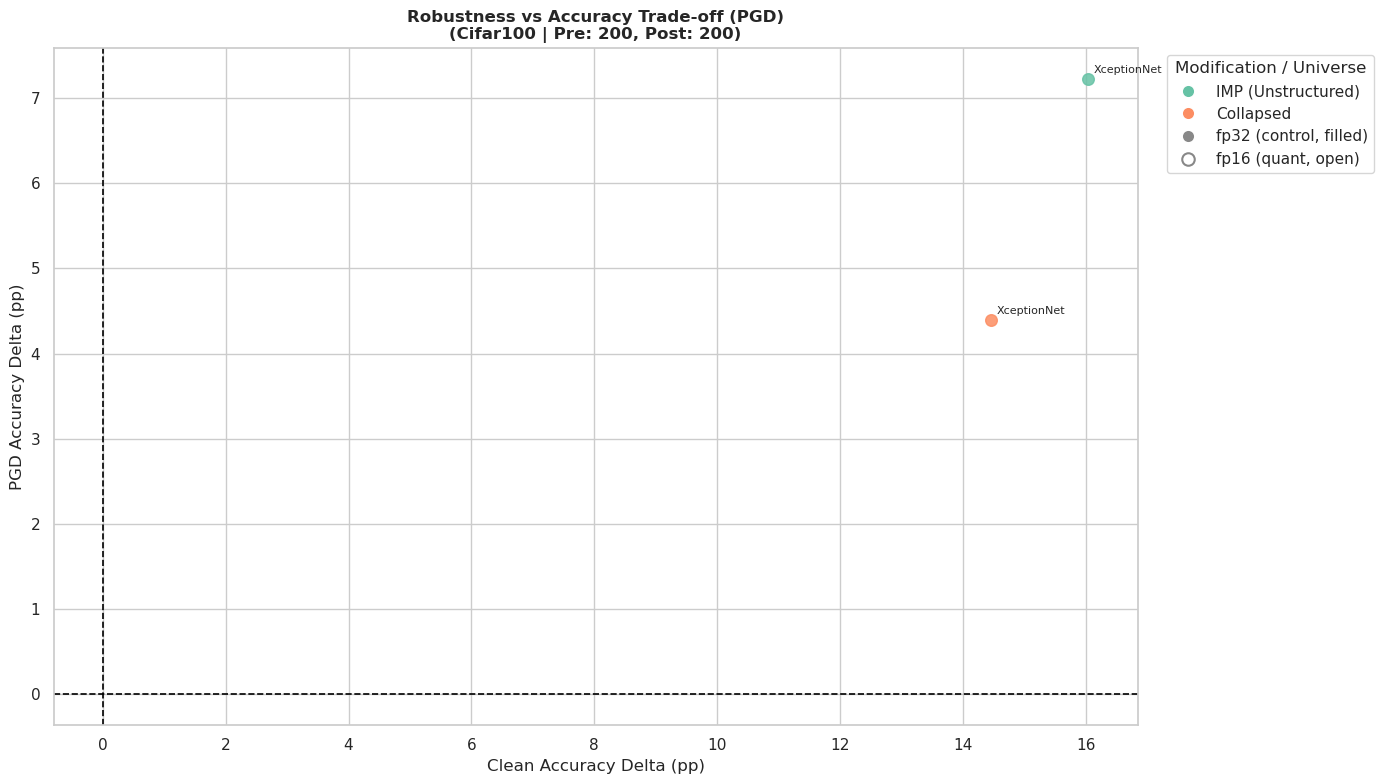 Robustness vs Accuracy Trade-off (PGD)
(Cifar100 | Pre: 200, Post: 200)
XceptionNet
XceptionNet
Modification / Universe
IMP (Unstructured)
Collapsed
fp32 (control, filled)
fp16 (quant, open)
PGD Accuracy Delta (pp)
7
6
5
4
3
2
1
0
0 2 4 6 8 10 12 14 16
Clean Accuracy Delta (pp)